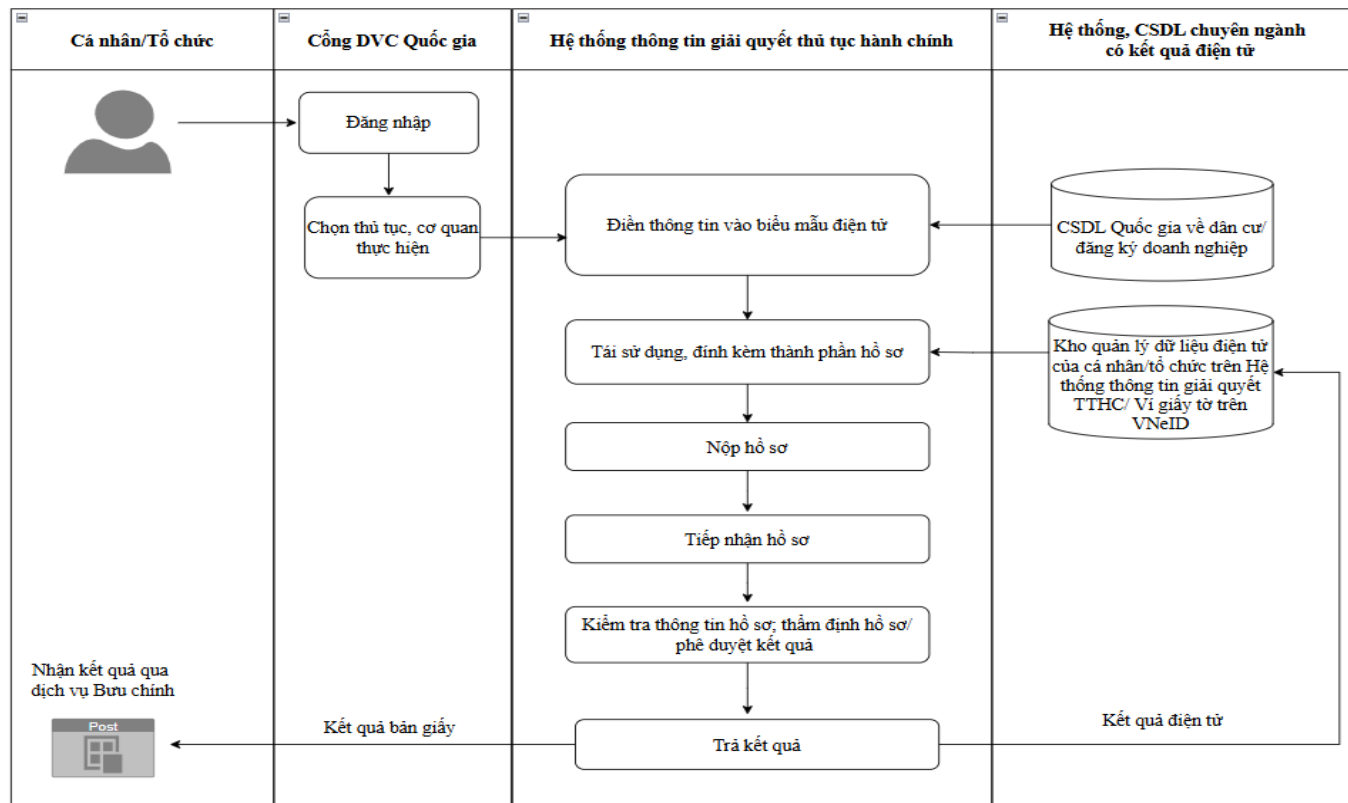 Cá nhân/Tổ chức
Cổng DVC Quốc gia
Hệ thống thông tin giải quyết thủ tục hành chính
Hệ thống, CSDL chuyên ngành
có kết quả điện tử
Đăng nhập
Chọn thủ tục, cơ quan
thực hiện
Điền thông tin vào biểu mẫu điện tử
CSDL Quốc gia về dân cư/
đăng ký doanh nghiệp
Tái sử dụng, đính kèm thành phần hồ sơ
Kho quản lý dữ liệu điện tử
của cá nhân/tổ chức trên Hệ
thống thông tin giải quyết
TTHC/ Ví giấy tờ trên
VNeID
Nộp hồ sơ
Tiếp nhận hồ sơ
Kiểm tra thông tin hồ sơ; thẩm định hồ sơ/
phê duyệt kết quả
Nhận kết quả qua
dịch vụ Bưu chính
Post
Kết quả bản giấy
Trả kết quả
Kết quả điện tử